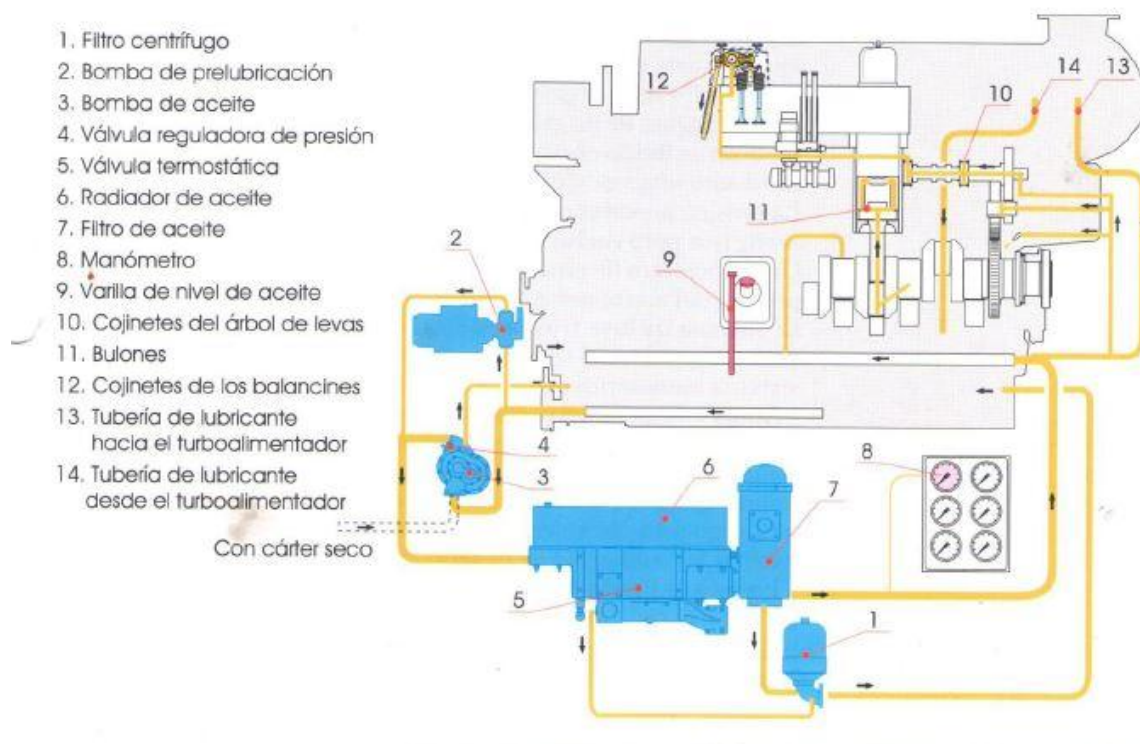 1. Filtro centrífugo
2. Bomba de prelubricación
3. Bomba de aceite
4. Válvula reguladora de presión
5. Válvula termostática
6. Radiador de aceite
7. Filtro de aceite
8. Manómetro
9. Varilla de nivel de aceite
10. Cojinetes del árbol de levas
11. Bulones
12. Cojinetes de los balancines
13. Tubería de lubricante
hacia el turboalimentador
14. Tubería de lubricante
desde el turboalimentador
Con cárter seco
12
14
13
10
11
2
9
4
3
6
7
8
5
1